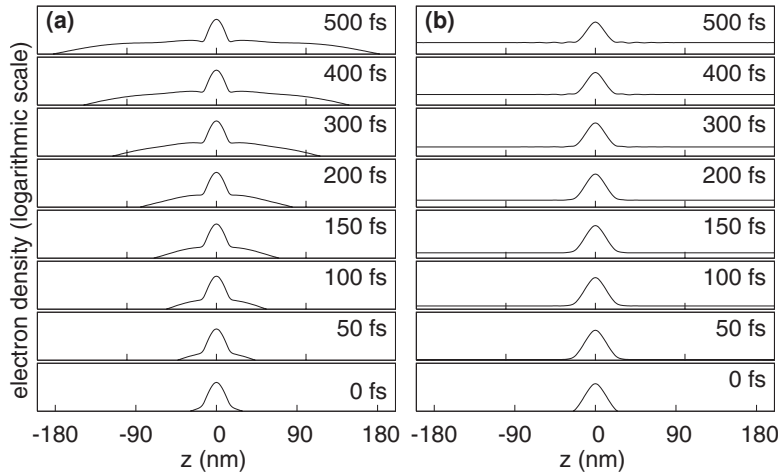 electron density (logarithmic scale)
(a)
500 fs
400 fs
300 fs
200 fs
150 fs
100 fs
50 fs
0 fs
-180 -90 0 90 180
z (nm)
(b)
500 fs
400 fs
300 fs
200 fs
150 fs
100 fs
50 fs
0 fs
-180 -90 0 90 180
z (nm)